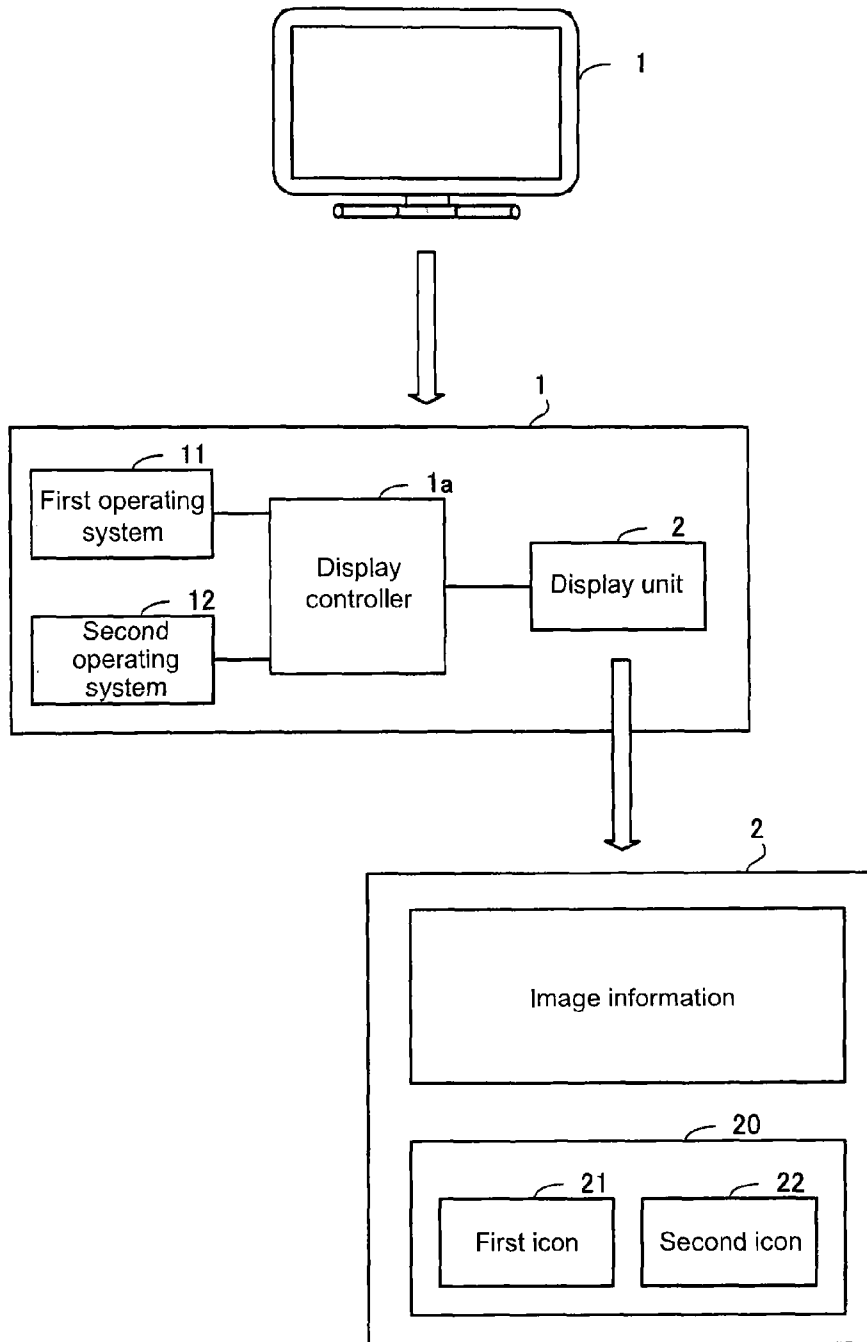 1
1
11
First operating
system
1a
Display
controller
2
Display unit
12
Second
operating
system
2
Image information
20
21
First icon
22
Second icon